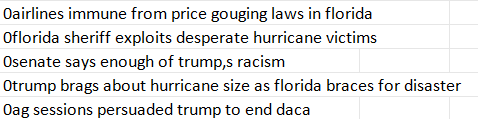 0airlines immune from price gouging laws in florida
0florida sheriff exploits desperate hurricane victims
0senate says enough of trump,s racism
0trump brags about hurricane size as florida braces for disaster
0ag sessions persuaded trump to end daca